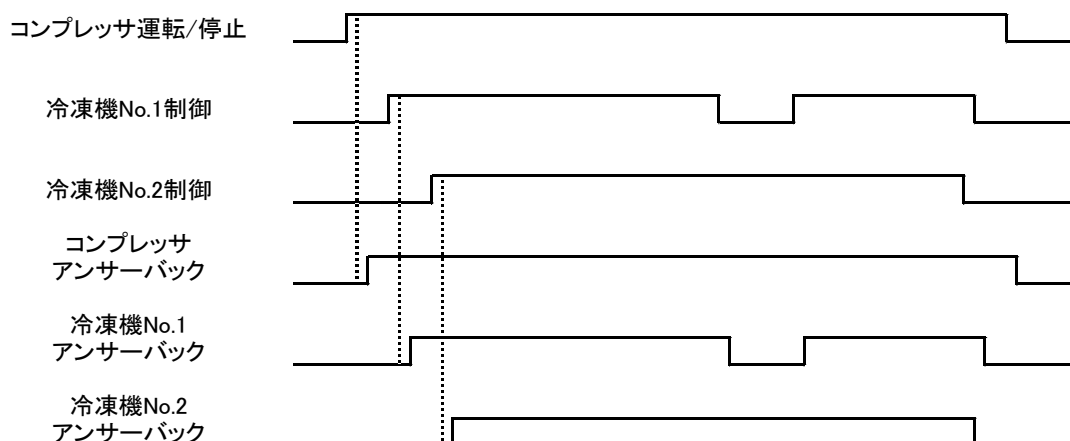 コンプレッサ運転/停止
冷凍機No.1制御
冷凍機No.2制御
コンプレッサ
アンサーバック
冷凍機No.1
アンサーバック
冷凍機No.2
アンサーバック